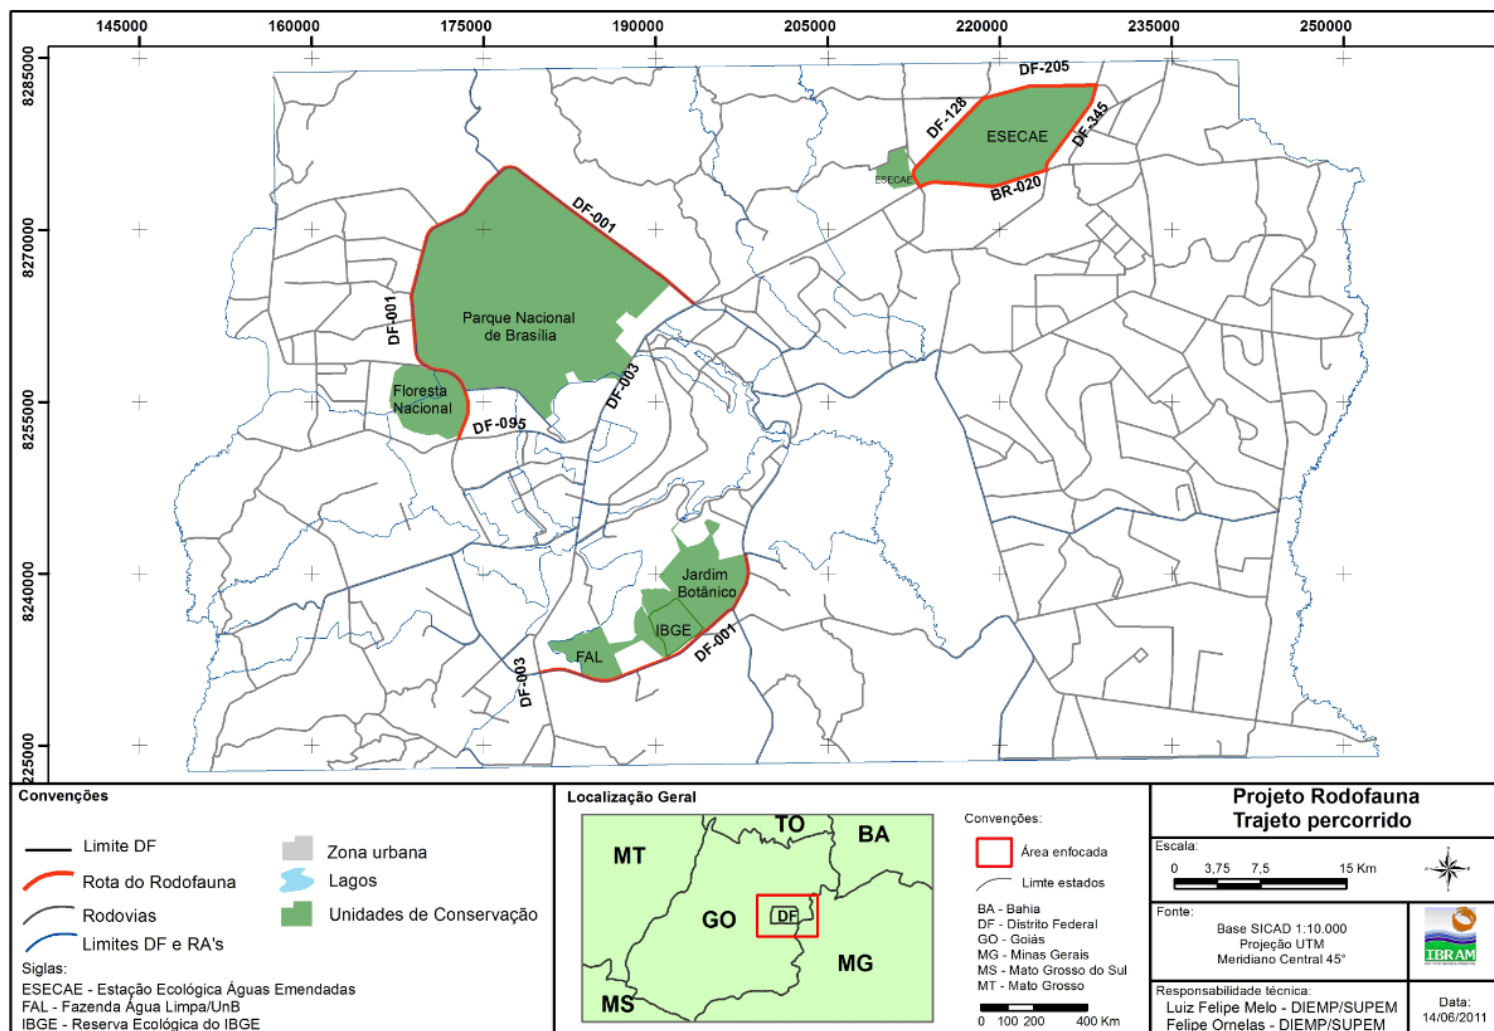 145000 160000 175000 190000 205000 220000 235000 250000
8285000
8270000
8255000
8240000
225000
DF-205
DF-128
DF-345
ESECAE
ESECAE
BR-020
DF-001
DF-001
Parque Nacional
de Brasília
Floresta
Nacional
DF-003
DF-095
Jardim
Botânico
IBGE
FAL
DF-001
DF-003
Convenções
Limite DF
Rota do Rodofauna
Rodovias
Limites DF e RA's
Zona urbana
Lagos
Unidades de Conservação
Siglas:
ESECAE - Estação Ecológica Águas Emendadas
FAL - Fazenda Água Limpa/UnB
IBGE - Reserva Ecológica do IBGE
Localização Geral
TO
BA
MT
GO
DF
MG
MS
Convenções:
Área enfocada
Limte estados
BA - Bahia
DF - Distrito Federal
GO - Goiás
MG - Minas Gerais
MS - Mato Grosso do Sul
MT - Mato Grosso
0 100 200 400 Km
Projeto Rodofauna
Trajeto percorrido
Escala:
0 3,75 7,5 15 Km
Fonte:
Base SICAD 1:10.000
Projeção UTM
Meridiano Central 45°
IBRAM
Responsabilidade técnica:
Luiz Felipe Melo - DIEMP/SUPEM
Felipe Ornelas - DIEMP/SUPEM
Data:
14/06/2011